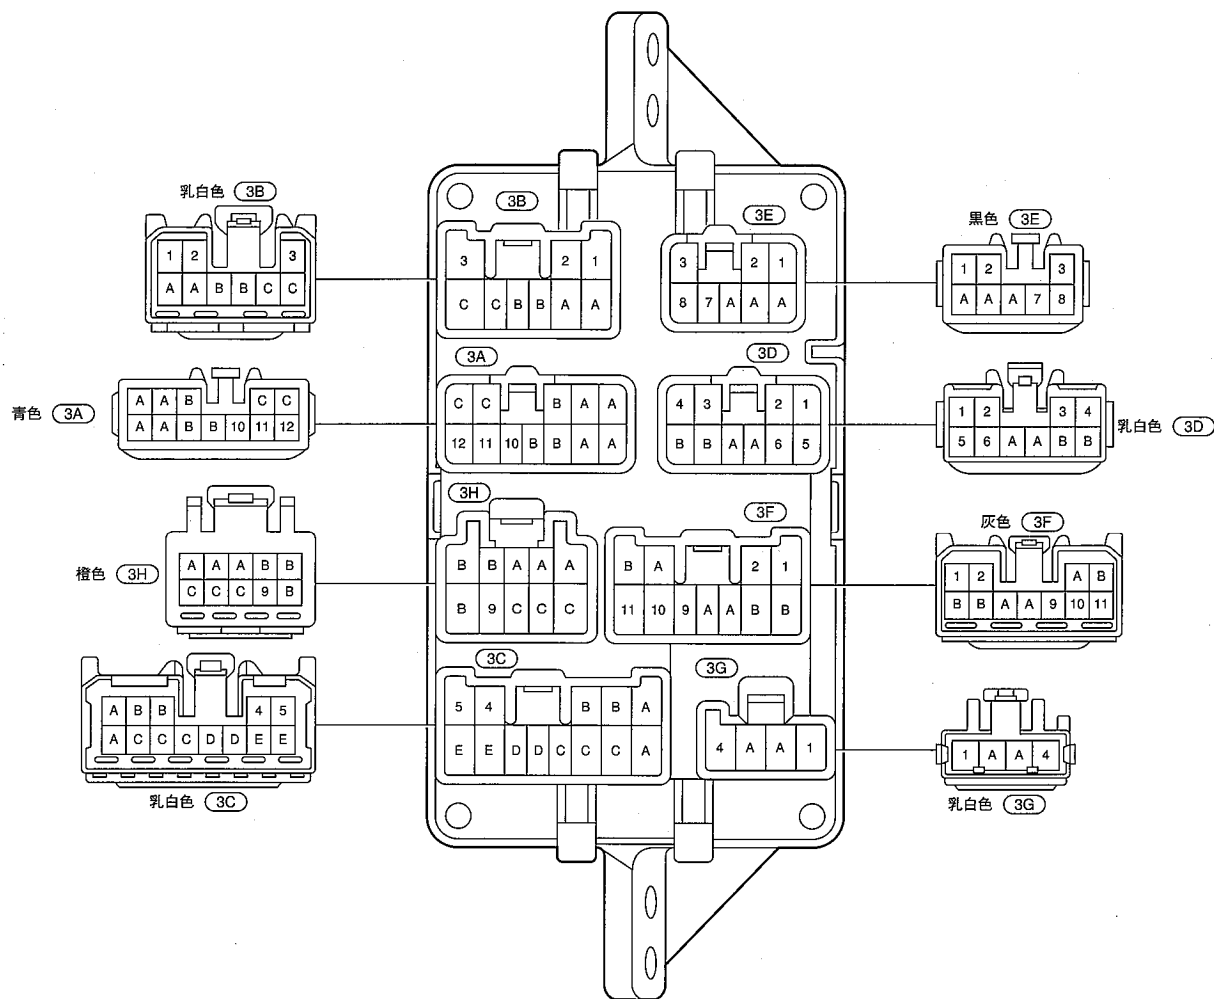 乳白色 3B
1 2 3
A A B B C C
青色 3A
A A B C C
A A B B 10 11 12
橙色 3H
A A A B B
C C C 9 B
A B B 4 5
A C C C D D E E
乳白色 3C
3B
3 2 1
C C B B A A
3E
3 2 1
8 7 A A A
3A
C C B A A
12 11 10 B B A A
3D
4 3 2 1
B B A A 6 5
3H
B B A A A
B 9 C C C
3F
B A 2 1
11 10 9 A A B B
3C
5 4 B B A
E E D D C C C A
3G
4 A A 1
黒色 3E
1 2 3
A A A 7 8
1 2 3 4
5 6 A A B B
乳白色 3D
灰色 3F
1 2 A B
B B A A 9 10 11
1 A A 4
乳白色 3G